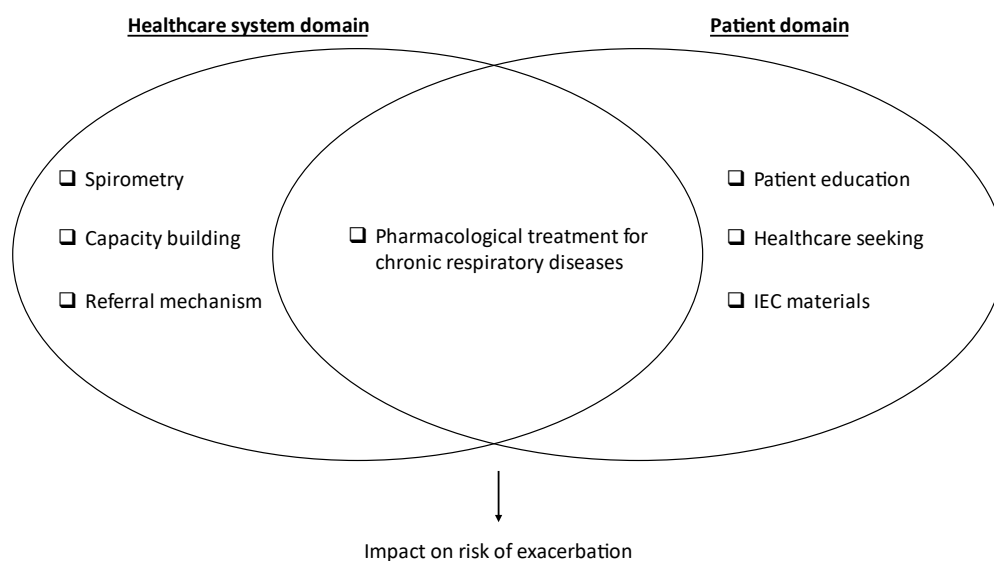 Healthcare system domain
Patient domain
❑ Spirometry
❑ Capacity building
❑ Referral mechanism
❑ Pharmacological treatment for
chronic respiratory diseases
❑ Patient education
❑ Healthcare seeking
❑ IEC materials
Impact on risk of exacerbation